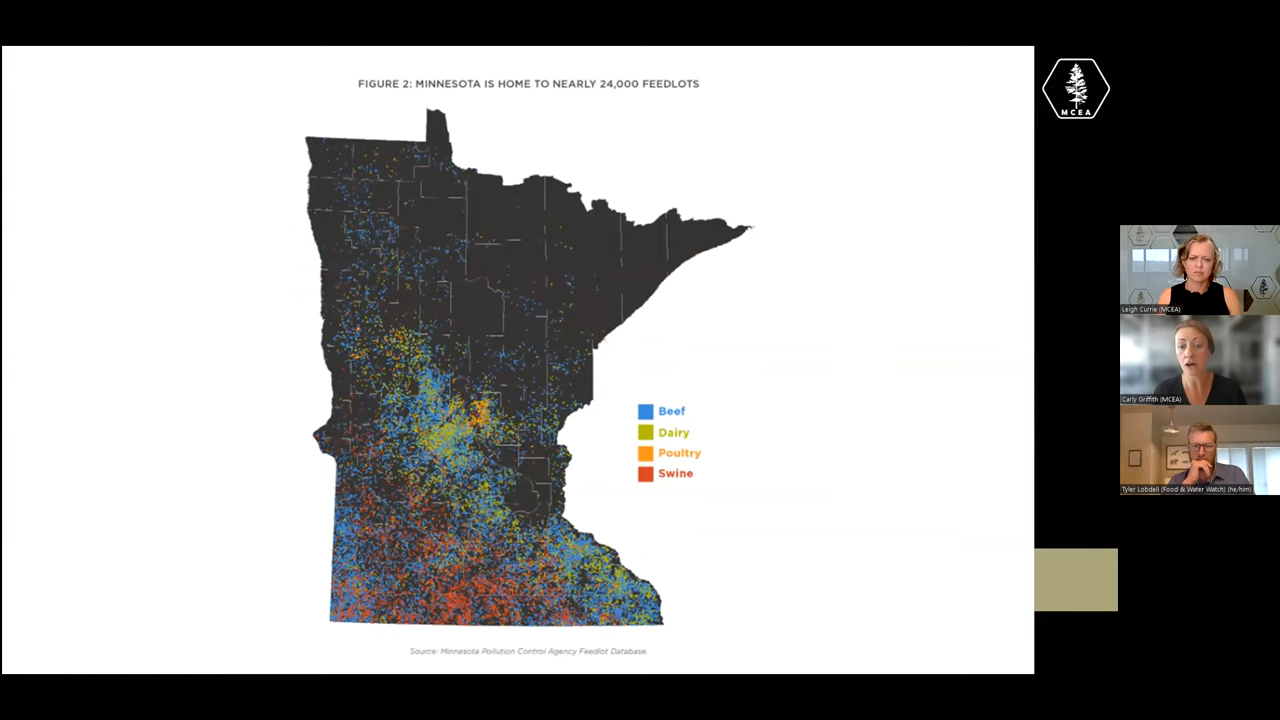 FIGURE 2: MINNESOTA IS HOME TO NEARLY 24,000 FEEDLOTS
MCEA
Beef
Dairy
Poultry
Swine
Source: Minnesota Pollution Control Agency Feedlot Database.
Leigh Currie (MCEA)
Carly Griffith (MCEA)
Tyler Lobdell (Food & Water Watch) (he/him)